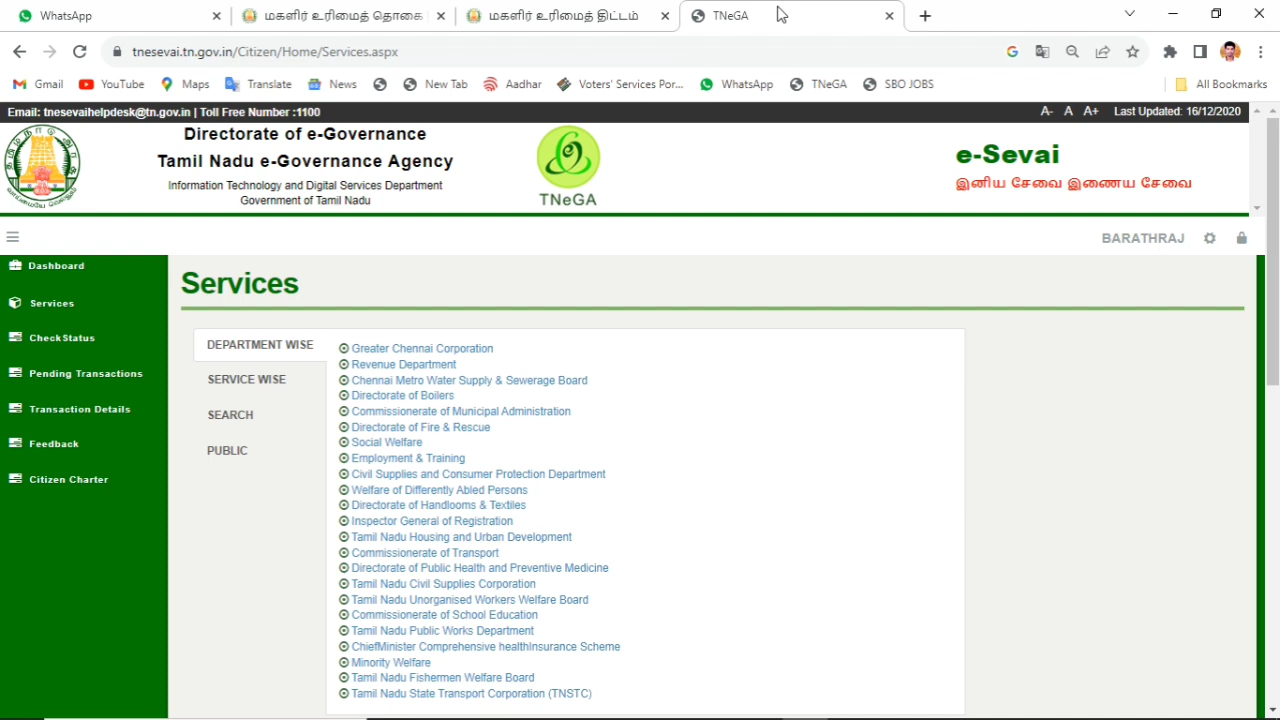 WhatsApp
மகளிர் உரிமைத் தொகை
மகளிர் உரிமைத் திட்டம்
TNeGA
tnesevai.tn.gov.in/Citizen/Home/Services.aspx
Gmail
YouTube
Maps
Translate
News
New Tab
Aadhar
Voters' Services Por...
WhatsApp
TNeGA
SBO JOBS
All Bookmarks
Email: tnesevaihelpdesk@tn.gov.in | Toll Free Number :1100
A- A A+ Last Updated: 16/12/2020
Directorate of e-Governance
Tamil Nadu e-Governance Agency
Information Technology and Digital Services Department
Government of Tamil Nadu
TNeGA
e-Sevai
இனிய சேவை இணைய சேவை
BARATHRAJ
Dashboard
Services
CheckStatus
Pending Transactions
Transaction Details
Feedback
Citizen Charter
Services
DEPARTMENT WISE
SERVICE WISE
SEARCH
PUBLIC
Greater Chennai Corporation
Revenue Department
Chennai Metro Water Supply & Sewerage Board
Directorate of Boilers
Commissionerate of Municipal Administration
Directorate of Fire & Rescue
Social Welfare
Employment & Training
Civil Supplies and Consumer Protection Department
Welfare of Differently Abled Persons
Directorate of Handlooms & Textiles
Inspector General of Registration
Tamil Nadu Housing and Urban Development
Commissionerate of Transport
Directorate of Public Health and Preventive Medicine
Tamil Nadu Civil Supplies Corporation
Tamil Nadu Unorganised Workers Welfare Board
Commissionerate of School Education
Tamil Nadu Public Works Department
ChiefMinister Comprehensive healthInsurance Scheme
Minority Welfare
Tamil Nadu Fishermen Welfare Board
Tamil Nadu State Transport Corporation (TNSTC)